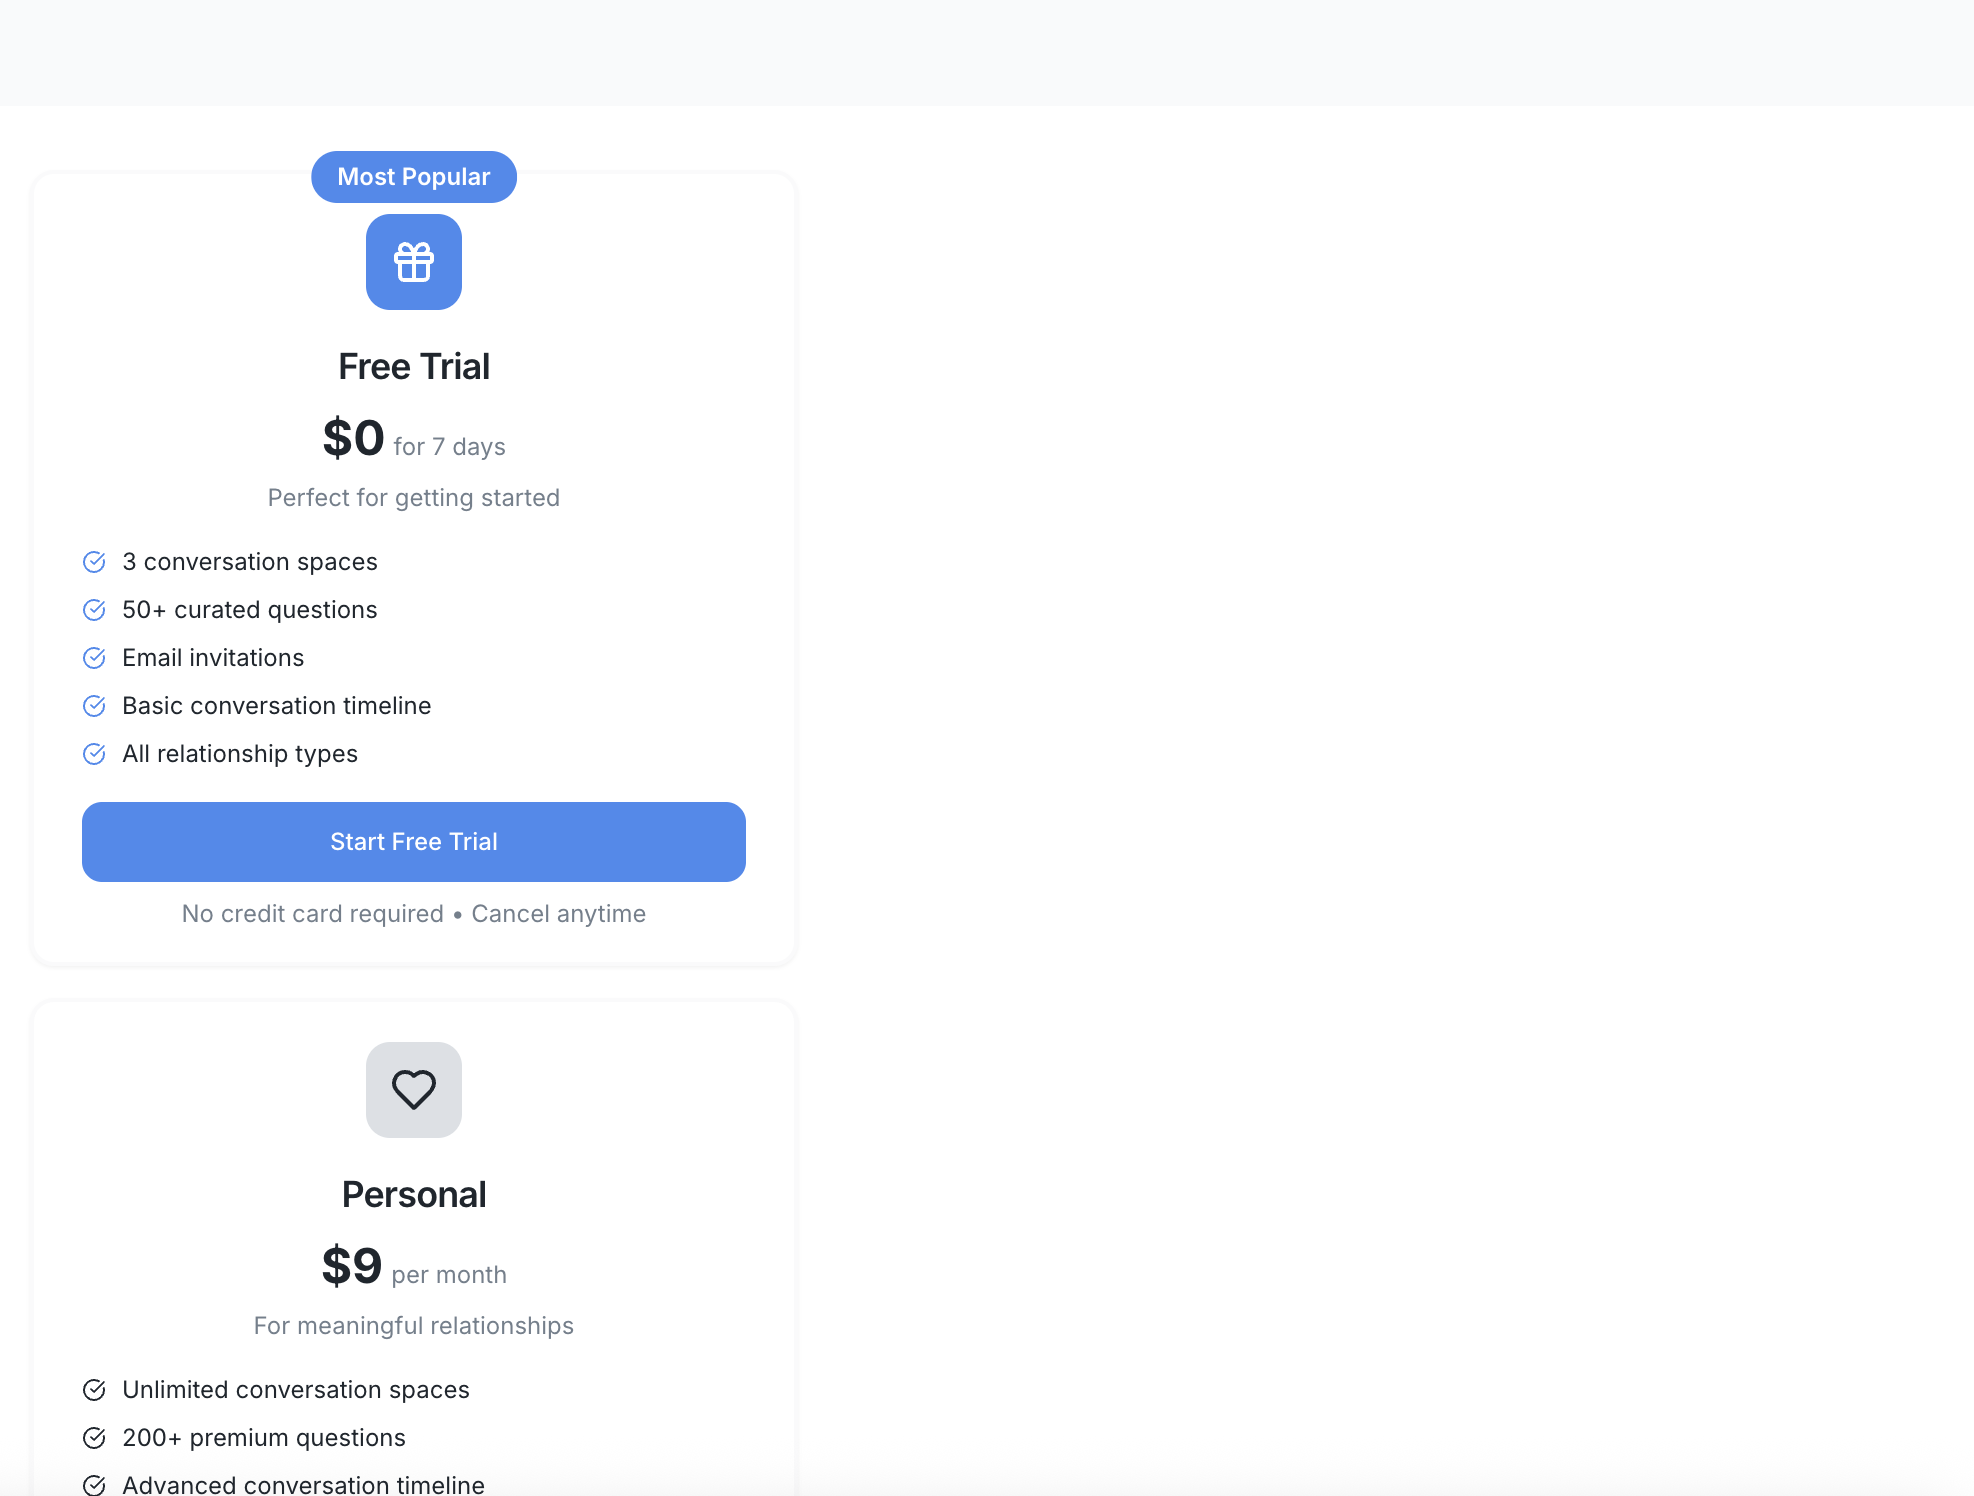 Most Popular
Free Trial
$0 for 7 days
Perfect for getting started
3 conversation spaces
50+ curated questions
Email invitations
Basic conversation timeline
All relationship types
Start Free Trial
No credit card required • Cancel anytime
Personal
$9 per month
For meaningful relationships
Unlimited conversation spaces
200+ premium questions
Advanced conversation timeline